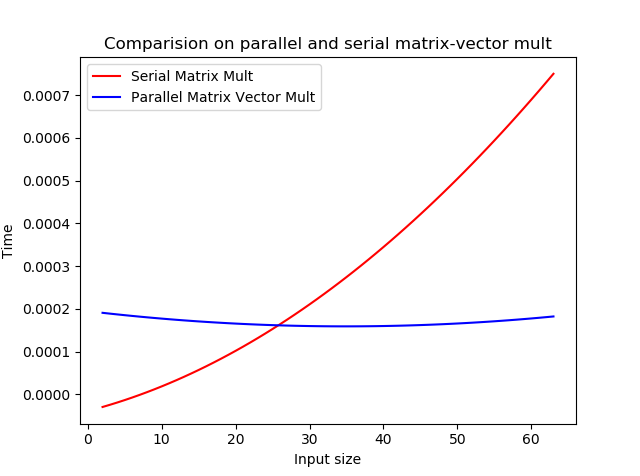 Comparision on parallel and serial matrix-vector mult
Serial Matrix Mult
Parallel Matrix Vector Mult
0.0007
0.0006
0.0005
0.0004
0.0003
0.0002
0.0001
0.0000
Time
0 10 20 30 40 50 60
Input size